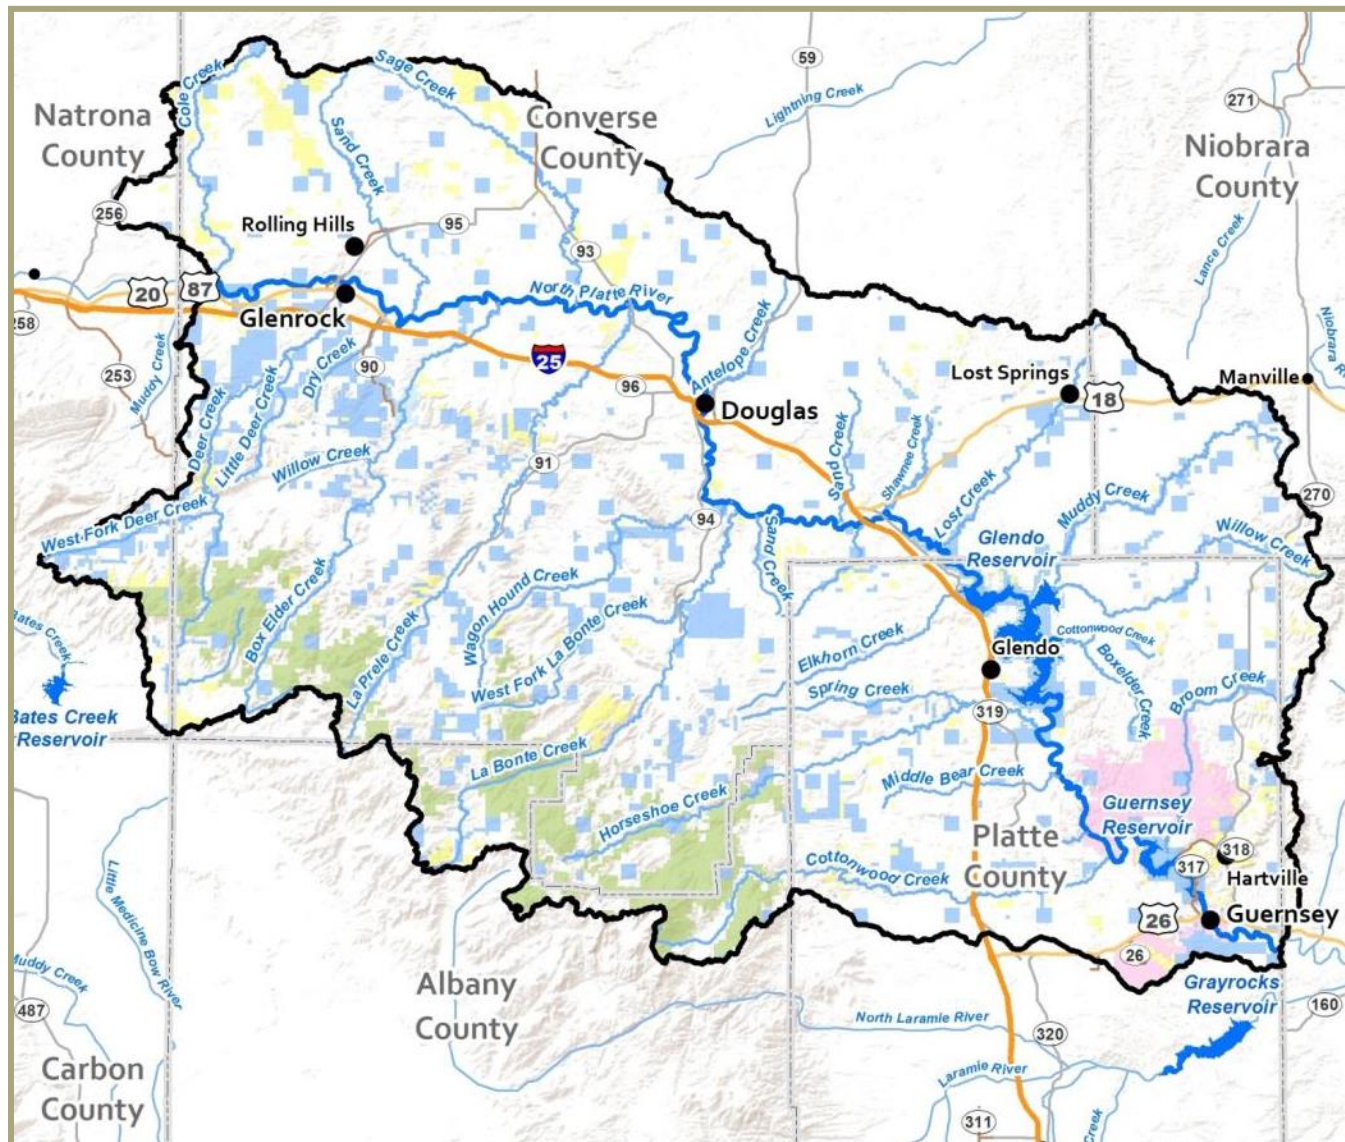 Sage Creek
Cole Creek
59
Lightning Creek
271
Natrona
County
Converse
County
Niobrara
County
Sand Creek
256
Rolling Hills
95
93
Lance Creek
20
87
North Platte River
Glenrock
258
Niobrara
25
Antelope Creek
253
Muddy Creek
Dry Creek
90
96
Lost Springs
18
Manville
Douglas
Deer Creek
Little Deer Creek
Willow Creek
91
Sand Creek
Shawnee Creek
Lost Creek
Muddy Creek
270
94
West Fork Deer Creek
Sand Creek
Glendo
Reservoir
Willow Creek
Box Elder Creek
La Prele Creek
Wagon Hound Creek
West Fork La Bonte Creek
Elkhorn Creek
Glendo
Cottonwood Creek
Boxelder Creek
Broom Creek
Bates Creek
Bates Creek
Reservoir
Spring Creek
319
La Bonte Creek
Middle Bear Creek
Horseshoe Creek
Guernsey
Reservoir
Platte
County
318
317
Hartville
Cottonwood Creek
26
Guernsey
26
Little Medicine Bow River
Muddy Creek
487
Albany
County
Grayrocks
Reservoir
160
North Laramie River
320
Carbon
County
Laramie River
311
Creek